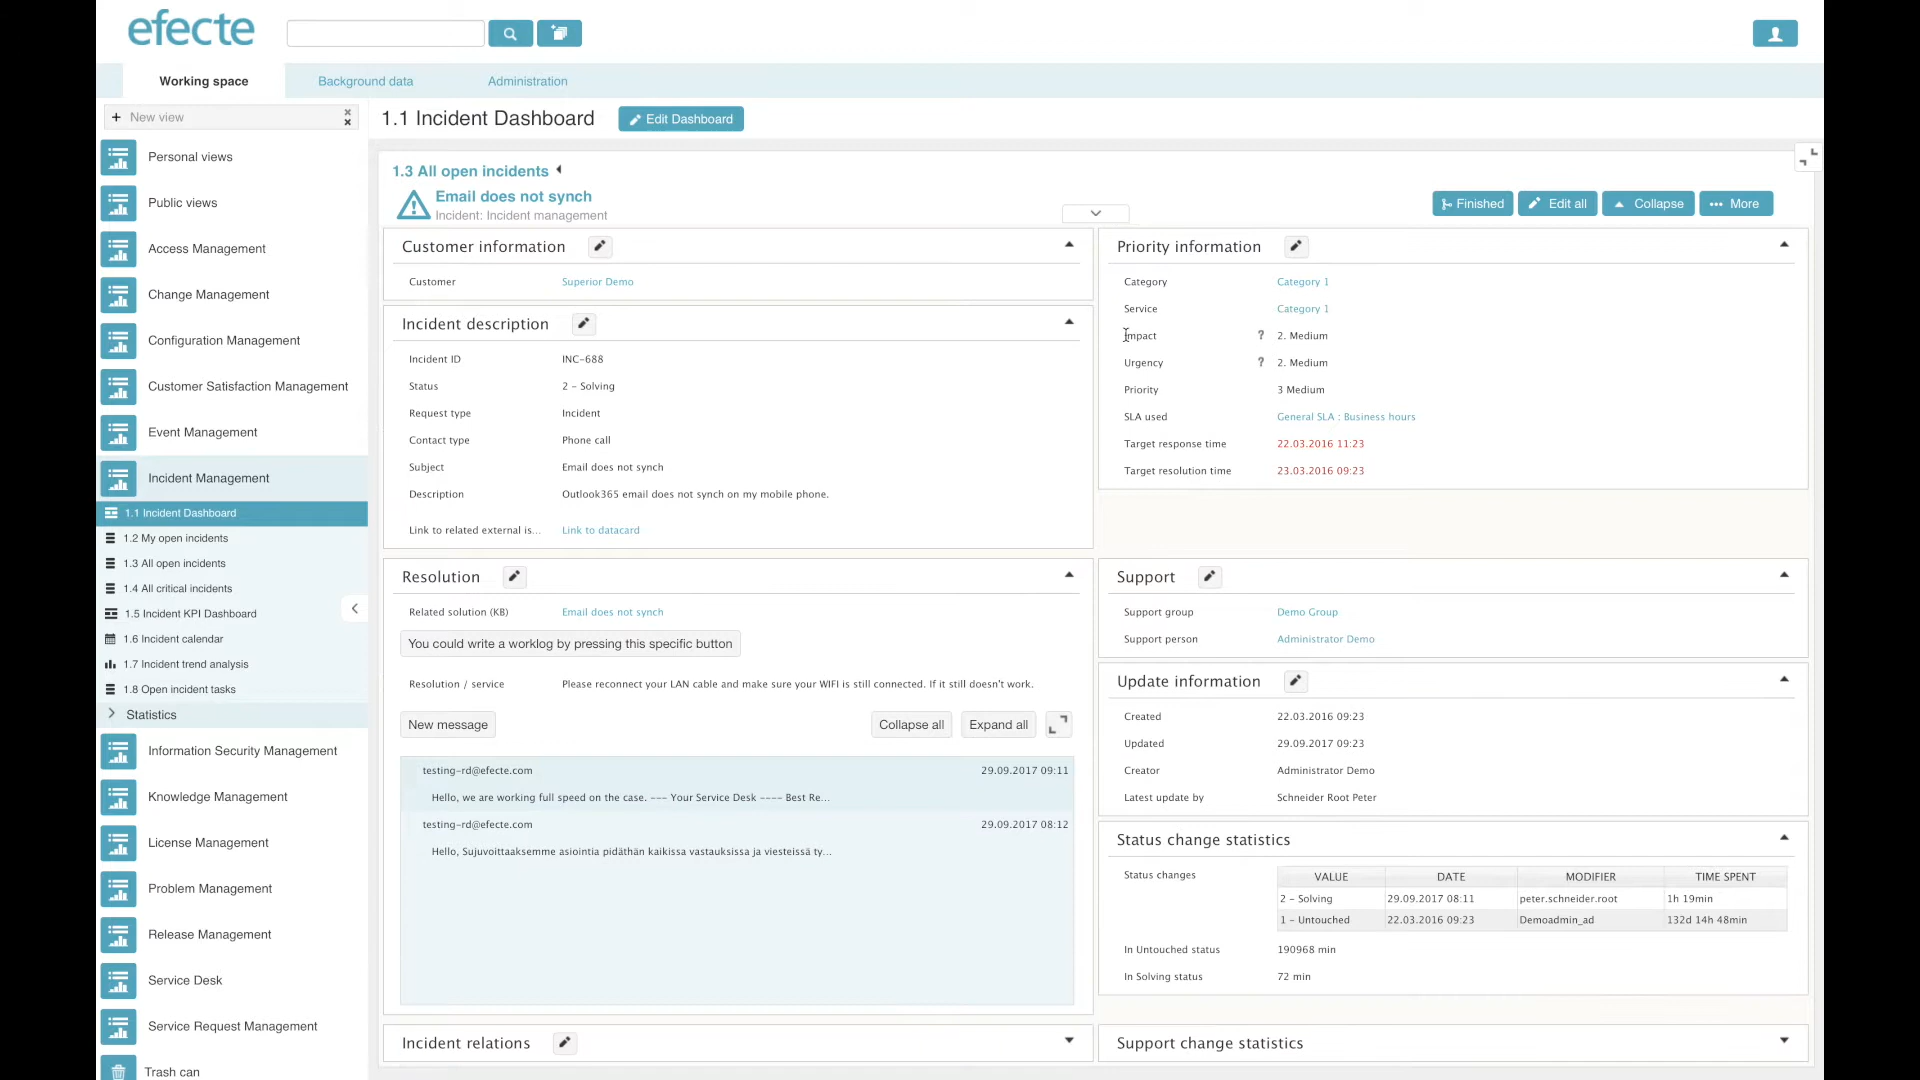 efecte
Working space
Background data
Administration
+ New view
1.1 Incident Dashboard
Edit Dashboard
Personal views
Public views
Access Management
Change Management
Configuration Management
Customer Satisfaction Management
Event Management
Incident Management
1.1 Incident Dashboard
1.2 My open incidents
1.3 All open incidents
1.4 All critical incidents
1.5 Incident KPI Dashboard
1.6 Incident calendar
1.7 Incident trend analysis
1.8 Open incident tasks
Statistics
Information Security Management
Knowledge Management
License Management
Problem Management
Release Management
Service Desk
Service Request Management
Trash can
1.3 All open incidents
Email does not synch
Incident: Incident management
Finished
Edit all
Collapse
More
Customer information
Customer Superior Demo
Incident description
Incident ID INC-688
Status 2 - Solving
Request type Incident
Contact type Phone call
Subject Email does not synch
Description Outlook365 email does not synch on my mobile phone.
Link to related external is... Link to datacard
Priority information
Category Category 1
Service Category 1
Impact ? 2. Medium
Urgency ? 2. Medium
Priority 3 Medium
SLA used General SLA : Business hours
Target response time 22.03.2016 11:23
Target resolution time 23.03.2016 09:23
Resolution
Related solution (KB) Email does not synch
You could write a worklog by pressing this specific button
Resolution / service Please reconnect your LAN cable and make sure your WIFI is still connected. If it still doesn't work.
New message
Collapse all
Expand all
testing-rd@efecte.com 29.09.2017 09:11
Hello, we are working full speed on the case. --- Your Service Desk ---- Best Re...
testing-rd@efecte.com 29.09.2017 08:12
Hello, Sujuvoittaaksemme asiointia pidäthän kaikissa vastauksissa ja viesteissä ty...
Support
Support group Demo Group
Support person Administrator Demo
Update information
Created 22.03.2016 09:23
Updated 29.09.2017 09:23
Creator Administrator Demo
Latest update by Schneider Root Peter
Status change statistics
Status changes
VALUE DATE MODIFIER TIME SPENT
2 - Solving 29.09.2017 08:11 peter.schneider.root 1h 19min
1 - Untouched 22.03.2016 09:23 Demoadmin_ad 132d 14h 48min
In Untouched status 190968 min
In Solving status 72 min
Incident relations
Support change statistics